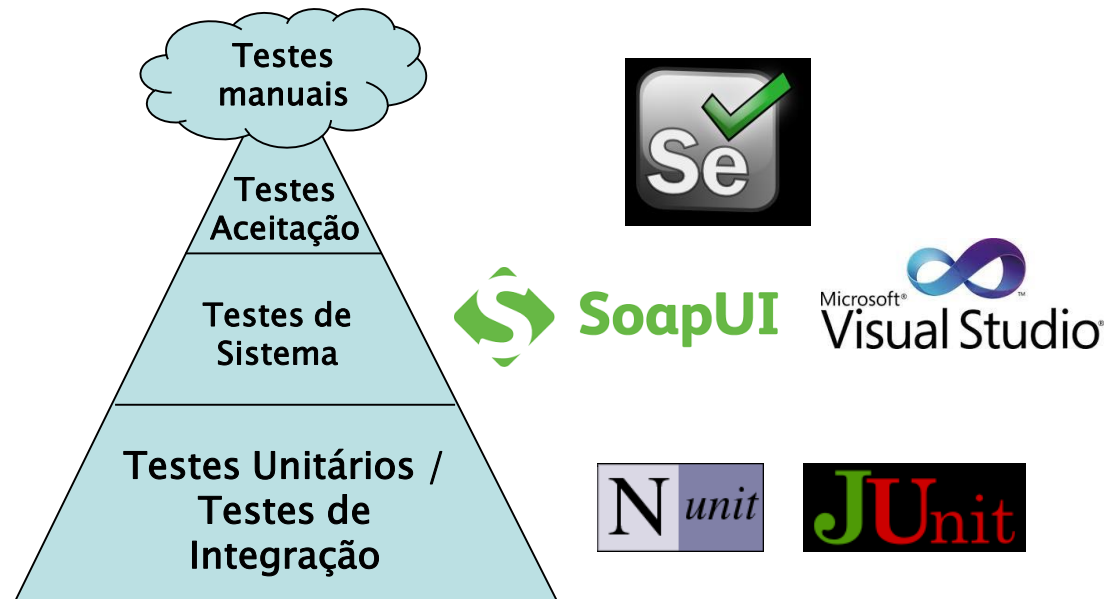 Testes
manuais
Testes
Aceitação
Se
Testes de
Sistema
SoapUI
Microsoft®
Visual Studio®
™
Testes Unitários /
Testes de
Integração
N unit
JUnit